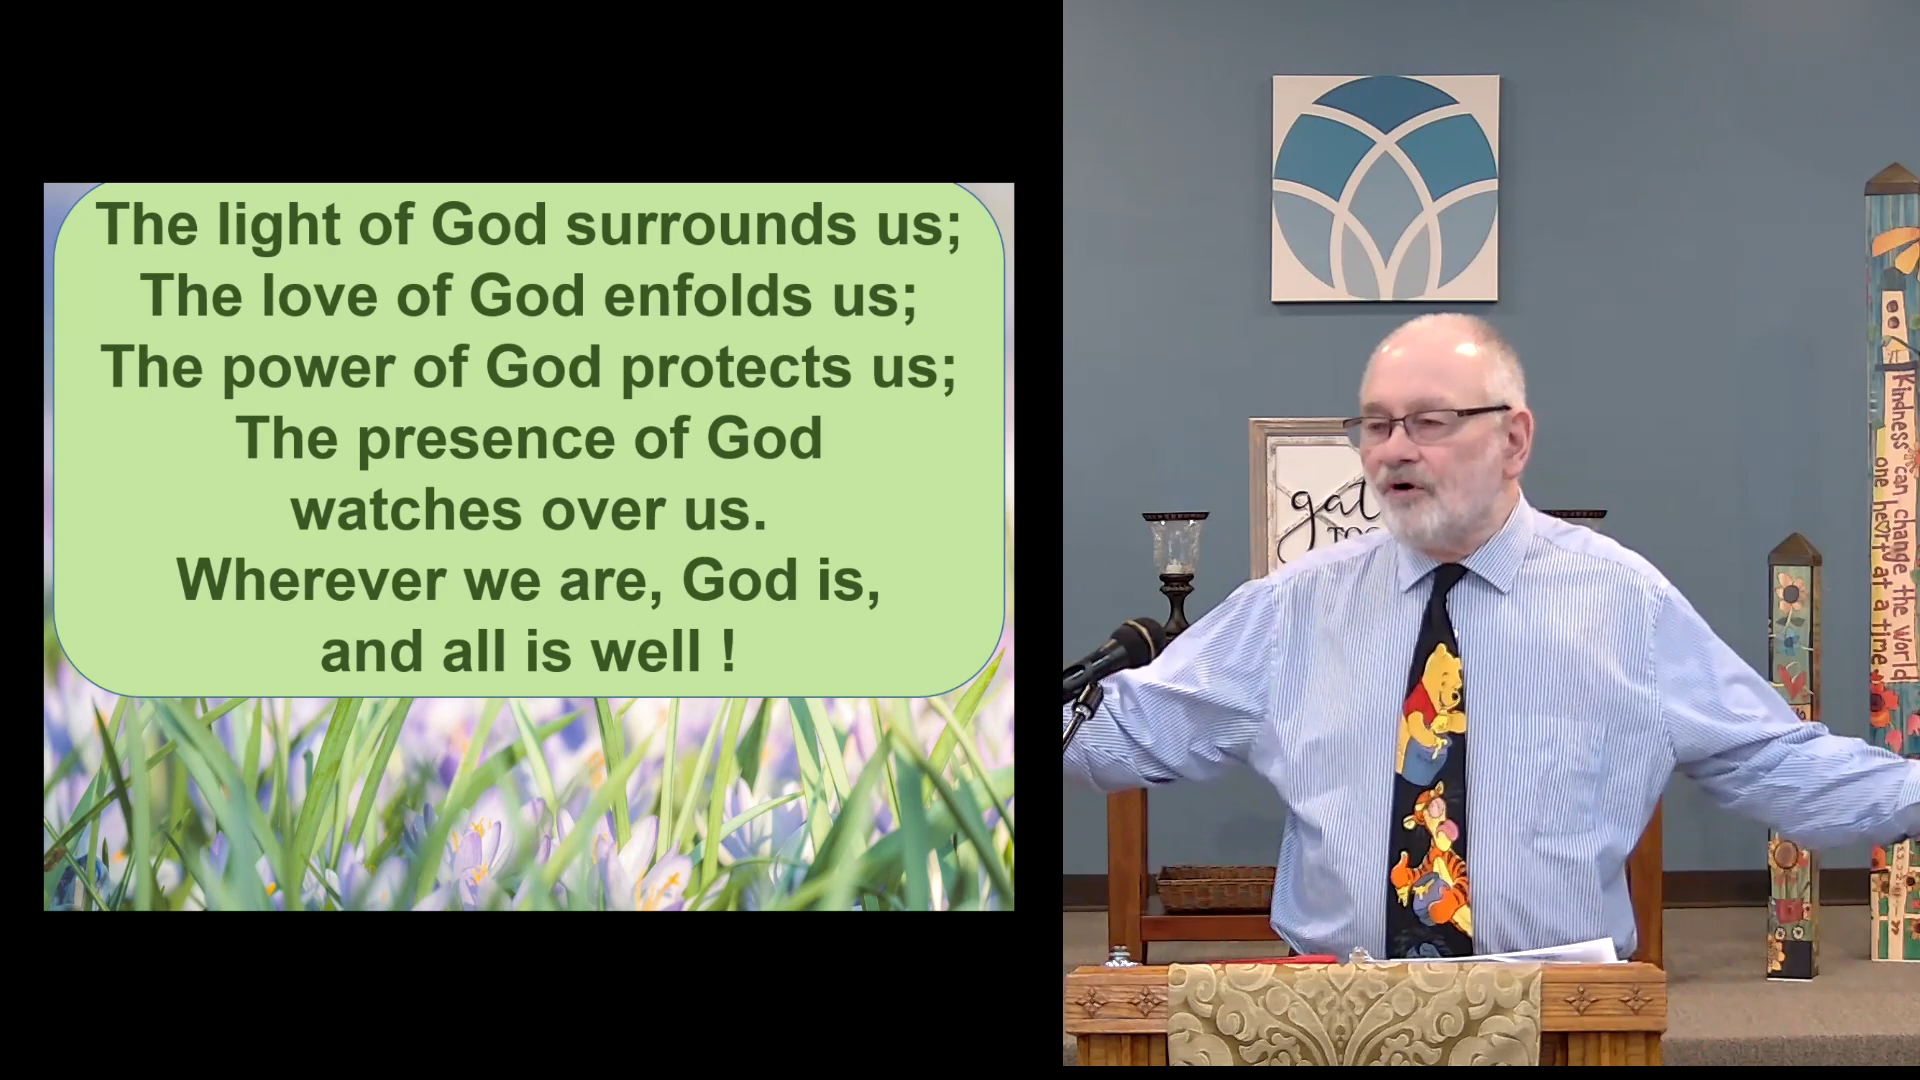 The light of God surrounds us;
The love of God enfolds us;
The power of God protects us;
The presence of God
watches over us.
Wherever we are, God is,
and all is well !
Kindness can change the World
one heart at a time